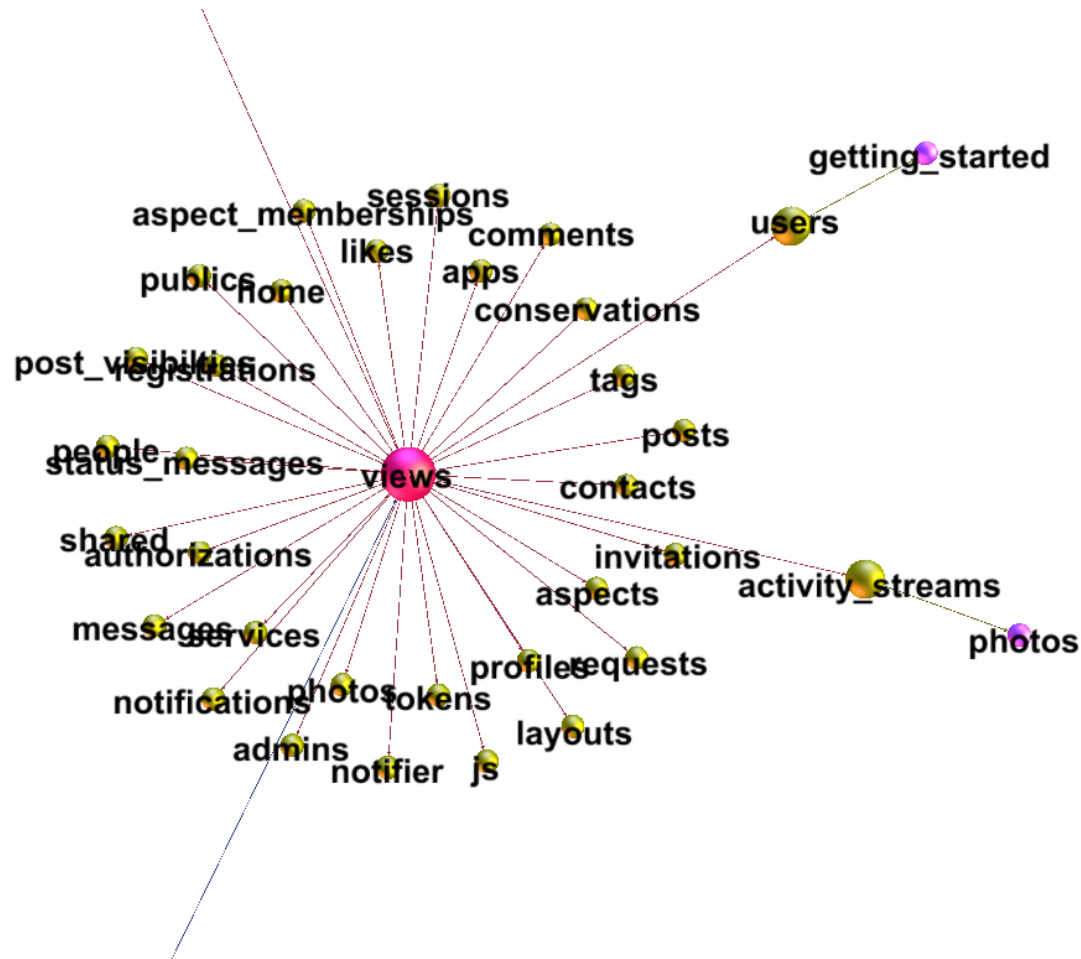 getting_started
sessions
aspect_memberships
users
comments
likes
apps
publics
home
conservations
post_visibilties
registrations
tags
posts
people
status_messages
views
contacts
shared
authorizations
invitations
activity_streams
aspects
messages
services
photos
profiles
requests
photos
tokens
notifications
layouts
admins
notifier
js